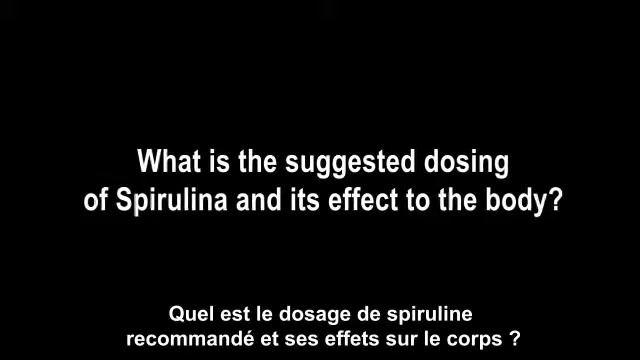 What is the suggested dosing
of Spirulina and its effect to the body?
Quel est le dosage de spiruline
recommandé et ses effets sur le corps ?